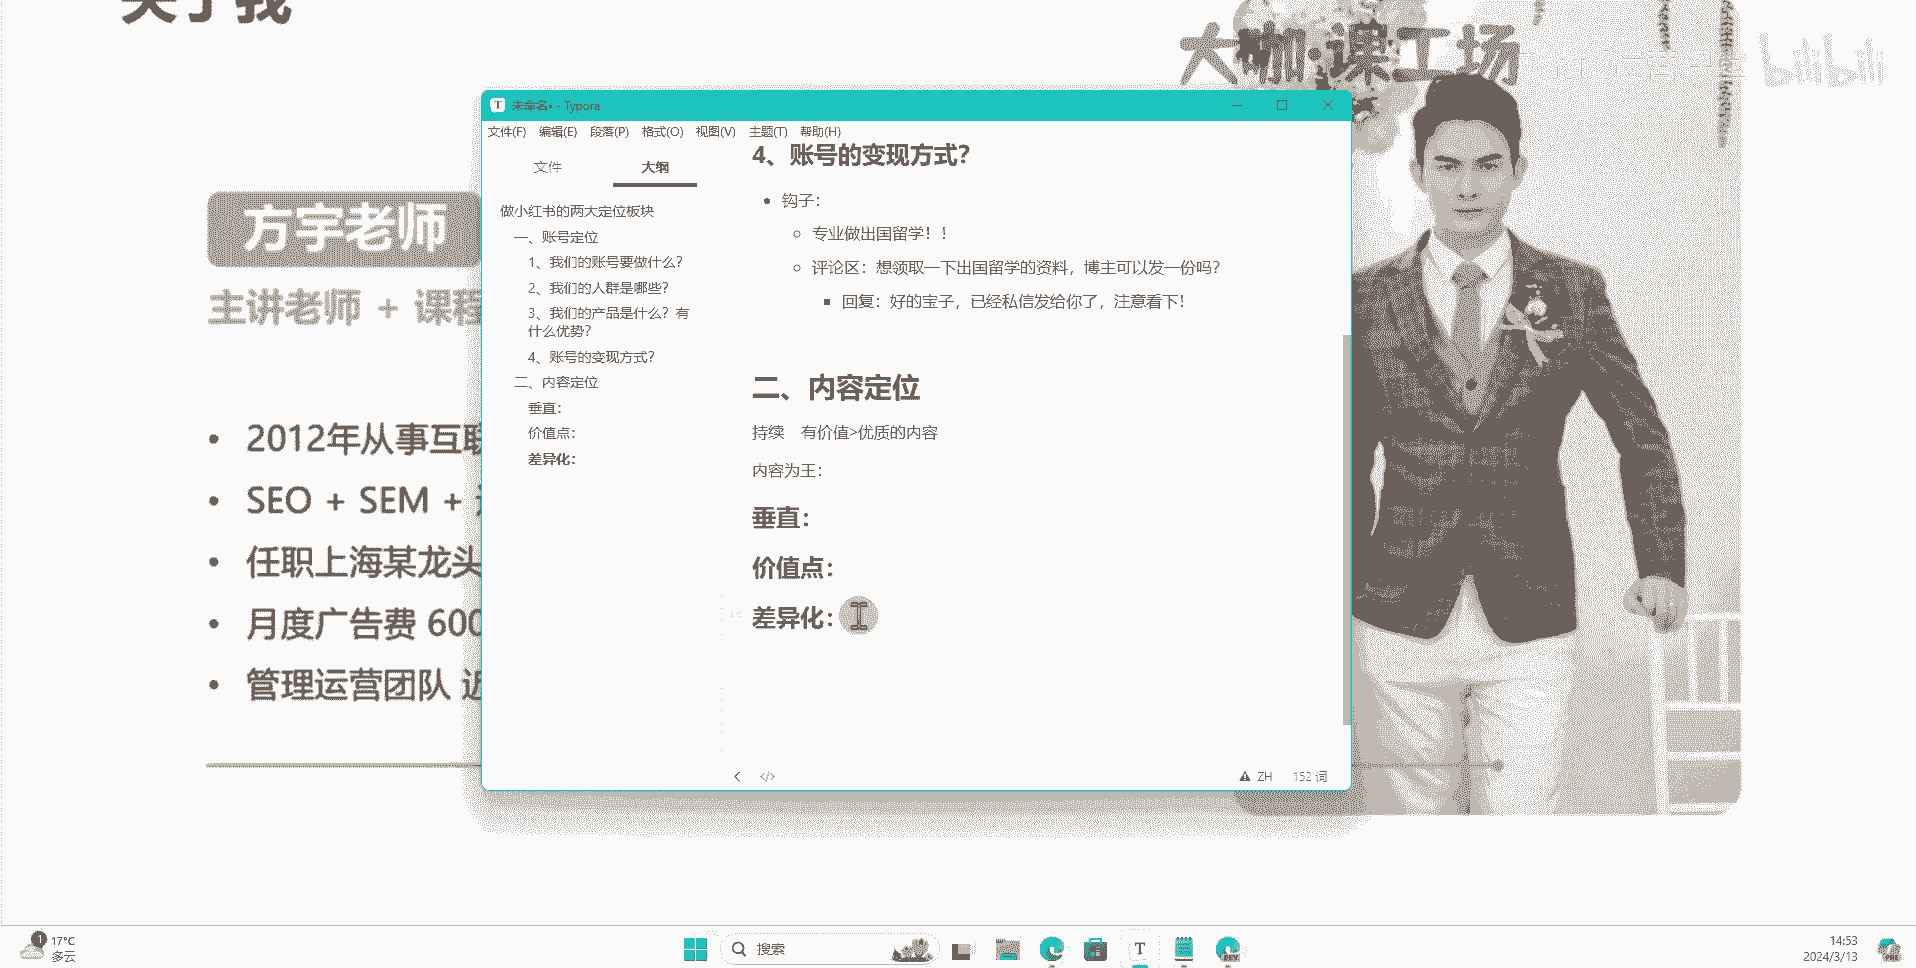 关于我
大咖·课工场
bilibili
方宇老师
主讲老师 + 课程
2012年从事互联
SEO + SEM +
任职上海某龙头
月度广告费 600
管理运营团队 近
未命名• - Typora
文件(F) 编辑(E) 段落(P) 格式(O) 视图(V) 主题(T) 帮助(H)
文件 大纲
做小红书的两大定位板块
一、账号定位
1、我们的账号要做什么?
2、我们的人群是哪些?
3、我们的产品是什么? 有
什么优势?
4、账号的变现方式?
二、内容定位
垂直:
价值点:
差异化:
4、账号的变现方式?
钩子:
专业做出国留学! !
评论区: 想领取一下出国留学的资料, 博主可以发一份吗?
回复: 好的宝子, 已经私信发给你了, 注意看下!
二、内容定位
持续 有价值>优质的内容
内容为王:
垂直:
价值点:
差异化:
ZH 152 词
1
17°C
多云
搜索
T
DEV
14:53
2024/3/13
PRE